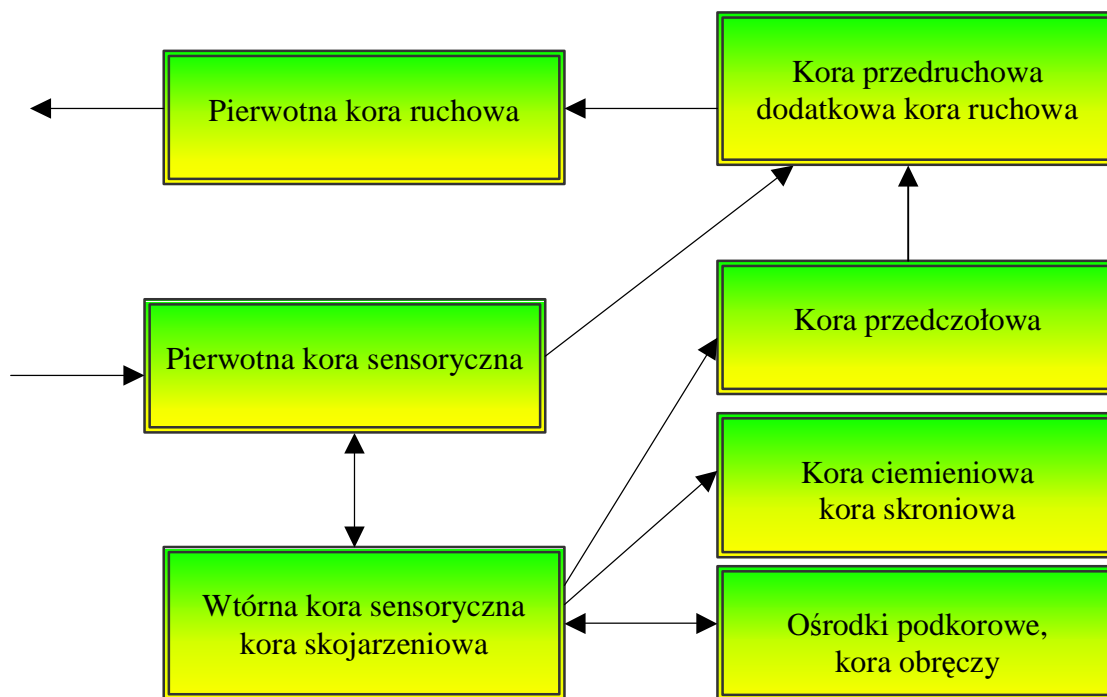 Pierwotna kora ruchowa
Kora przedruchowa
dodatkowa kora ruchowa
Pierwotna kora sensoryczna
Kora przedczołowa
Kora ciemieniowa
kora skroniowa
Wtórna kora sensoryczna
kora skojarzeniowa
Ośrodki podkorowe,
kora obręczy